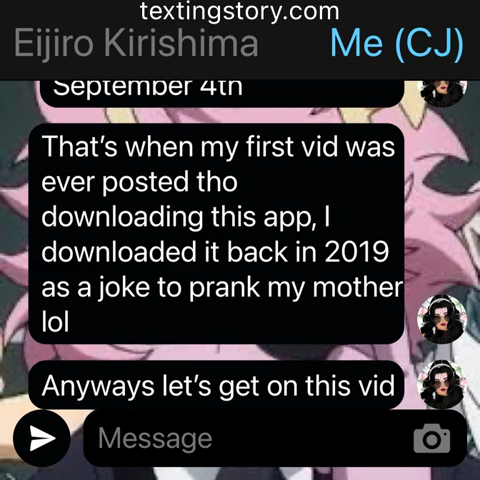 textingstory.com
Eijiro Kirishima Me (CJ)
September 4th
That's when my first vid was
ever posted tho
downloading this app, I
downloaded it back in 2019
as a joke to prank my mother
lol
Anyways let's get on this vid
Message